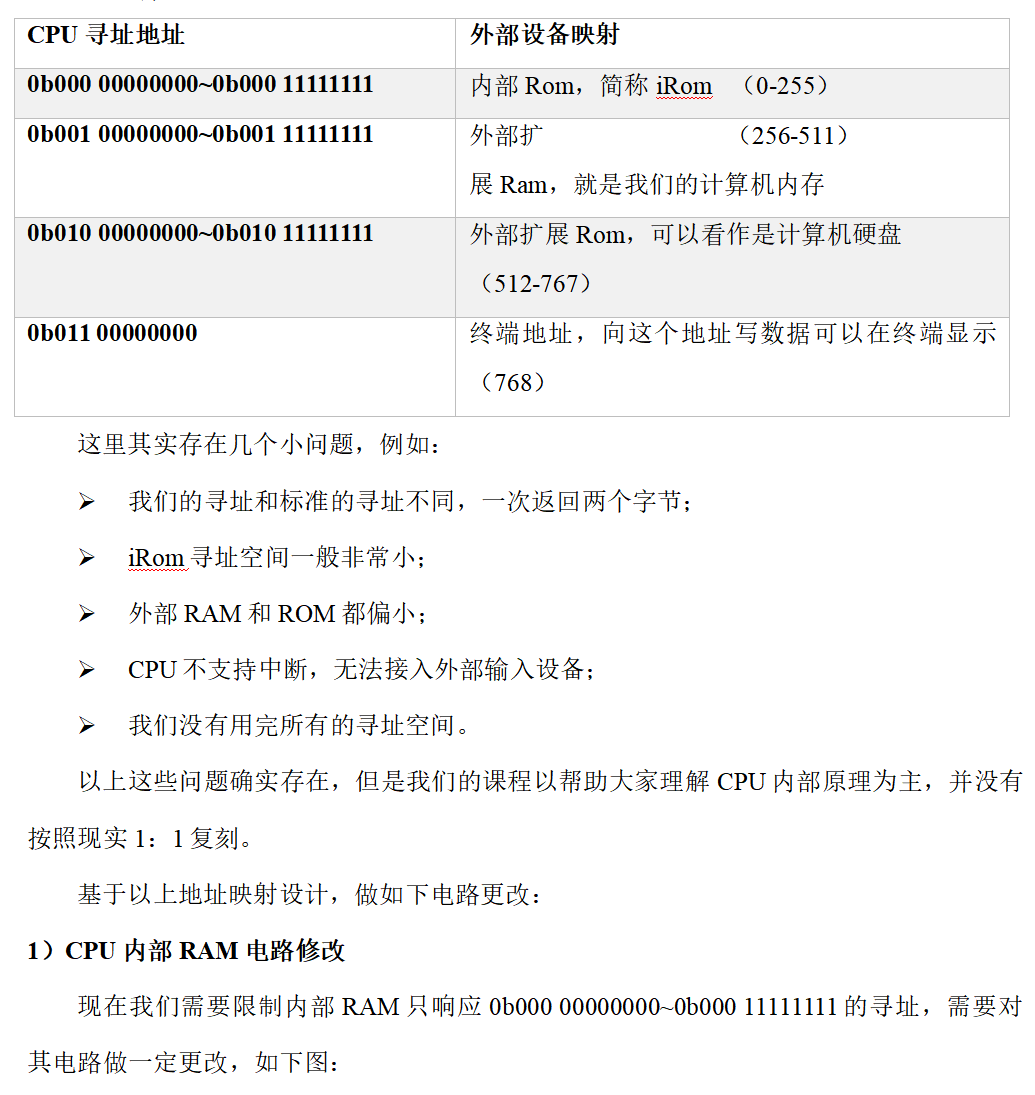 CPU 寻址地址 外部设备映射
0b000 00000000~0b000 11111111 内部 Rom，简称 iRom （0-255）
0b001 00000000~0b001 11111111 外部扩 （256-511）
展 Ram，就是我们的计算机内存
0b010 00000000~0b010 11111111 外部扩展 Rom，可以看作是计算机硬盘
（512-767）
0b011 00000000 终端地址，向这个地址写数据可以在终端显示
（768）
这里其实存在几个小问题，例如：
➢ 我们的寻址和标准的寻址不同，一次返回两个字节；
➢ iRom 寻址空间一般非常小；
➢ 外部 RAM 和 ROM 都偏小；
➢ CPU 不支持中断，无法接入外部输入设备；
➢ 我们没有用完所有的寻址空间。
以上这些问题确实存在，但是我们的课程以帮助大家理解 CPU 内部原理为主，并没有
按照现实 1：1 复刻。
基于以上地址映射设计，做如下电路更改：
1）CPU 内部 RAM 电路修改
现在我们需要限制内部 RAM 只响应 0b000 00000000~0b000 11111111 的寻址，需要对
其电路做一定更改，如下图：